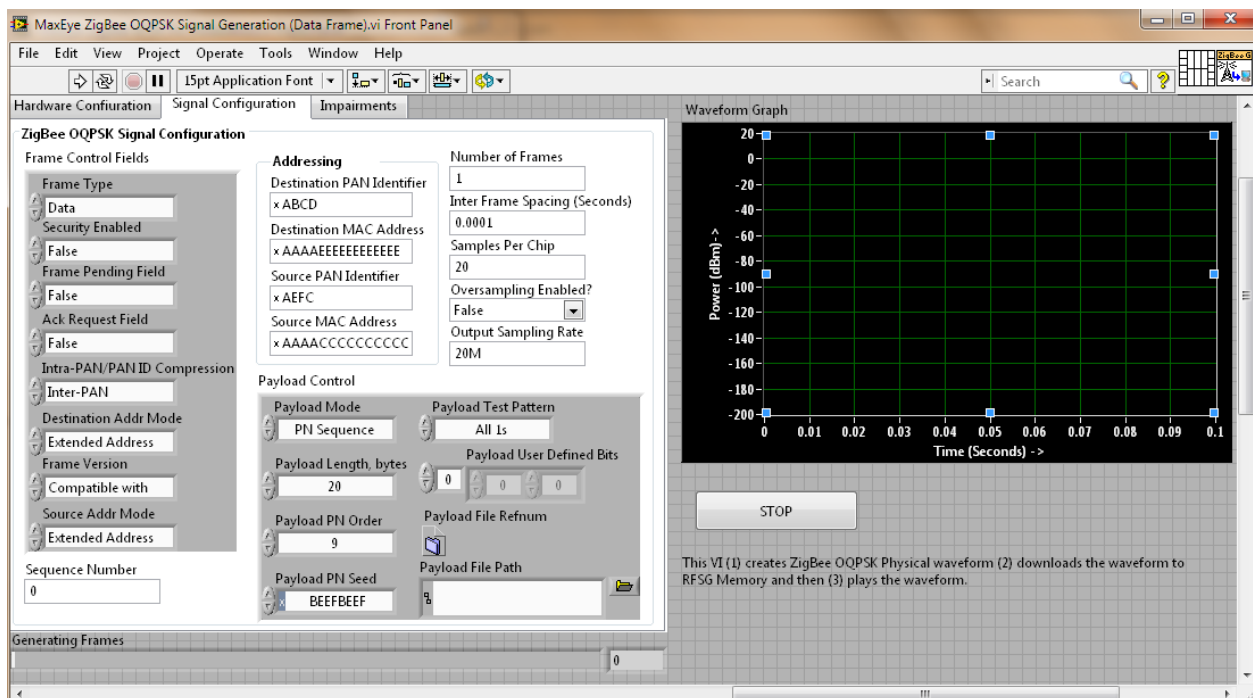 MaxEye ZigBee OQPSK Signal Generation (Data Frame).vi Front Panel
File Edit View Project Operate Tools Window Help
15pt Application Font
Search
ZigBee G
Hardware Confiuration
Signal Configuration
Impairments
ZigBee OQPSK Signal Configuration
Frame Control Fields
Frame Type
Data
Security Enabled
False
Frame Pending Field
False
Ack Request Field
False
Intra-PAN/PAN ID Compression
Inter-PAN
Destination Addr Mode
Extended Address
Frame Version
Compatible with
Source Addr Mode
Extended Address
Sequence Number
0
Addressing
Destination PAN Identifier
x ABCD
Destination MAC Address
x AAAAEEEEEEEEEEEE
Source PAN Identifier
x AEFC
Source MAC Address
x AAAACCCCCCCCCC
Number of Frames
1
Inter Frame Spacing (Seconds)
0.0001
Samples Per Chip
20
Oversampling Enabled?
False
Output Sampling Rate
20M
Payload Control
Payload Mode
PN Sequence
Payload Length, bytes
20
Payload PN Order
9
Payload PN Seed
x BEEFBEEF
Payload Test Pattern
All 1s
Payload User Defined Bits
0 0 0
Payload File Refnum
Payload File Path
Generating Frames
0
Waveform Graph
Power (dBm)->
20
0
-20
-40
-60
-80
-100
-120
-140
-160
-180
-200
0 0.01 0.02 0.03 0.04 0.05 0.06 0.07 0.08 0.09 0.1
Time (Seconds) ->
STOP
This VI (1) creates ZigBee OQPSK Physical waveform (2) downloads the waveform to
RFSG Memory and then (3) plays the waveform.